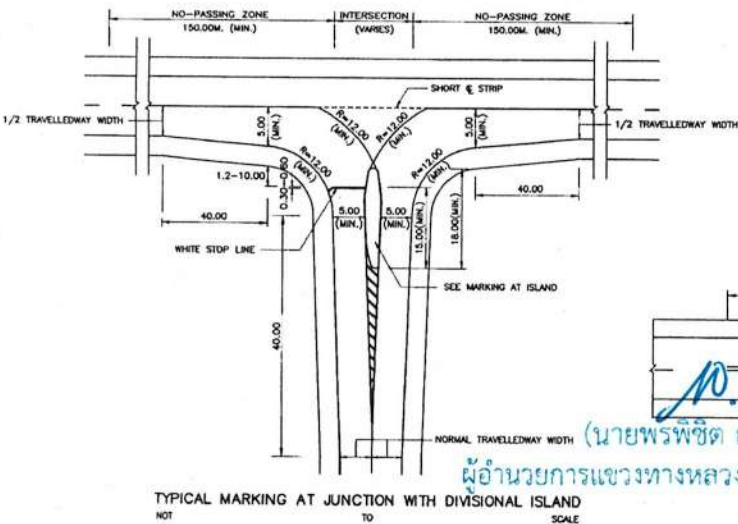 NO-PASSING ZONE INTERSECTION NO-PASSING ZONE
150.00M. (MIN.) (VARIES) 150.00M. (MIN.)
SHORT ℄ STRIP
1/2 TRAVELLEDWAY WIDTH
5.00 (MIN.)
R=12.00 (MIN.)
R=12.00 (MIN.)
5.00 (MIN.)
1/2 TRAVELLEDWAY WIDTH
R=12.00 (MIN.)
R=12.00 (MIN.)
1.2-10.00
0.30-0.60
40.00
40.00
5.00 (MIN.)
5.00 (MIN.)
15.00(MIN.)
18.00(MIN.)
WHITE STOP LINE
SEE MARKING AT ISLAND
40.00
NORMAL TRAVELLEDWAY WIDTH
(นายพรพิชิต
ผู้อำนวยการแขวงทางหลวง
TYPICAL MARKING AT JUNCTION WITH DIVISIONAL ISLAND
NOT TO SCALE